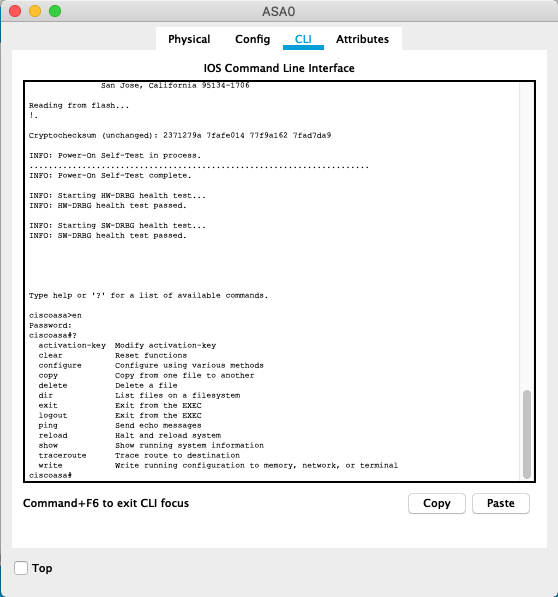 ASA0
Physical Config CLI Attributes
IOS Command Line Interface
San Jose, California 95134-1706
Reading from flash...
!.
Cryptochecksum (unchanged): 2371279a 7fafe014 77f9a162 7fad7da9
INFO: Power-On Self-Test in process.
.......................................................................
INFO: Power-On Self-Test complete.
INFO: Starting HW-DRBG health test...
INFO: HW-DRBG health test passed.
INFO: Starting SW-DRBG health test...
INFO: SW-DRBG health test passed.
Type help or '?' for a list of available commands.
ciscoasa>en
Password:
ciscoasa#?
activation-key Modify activation-key
clear Reset functions
configure Configure using various methods
copy Copy from one file to another
delete Delete a file
dir List files on a filesystem
exit Exit from the EXEC
logout Exit from the EXEC
ping Send echo messages
reload Halt and reload system
show Show running system information
traceroute Trace route to destination
write Write running configuration to memory, network, or terminal
ciscoasa#
Command+F6 to exit CLI focus
Copy Paste
Top